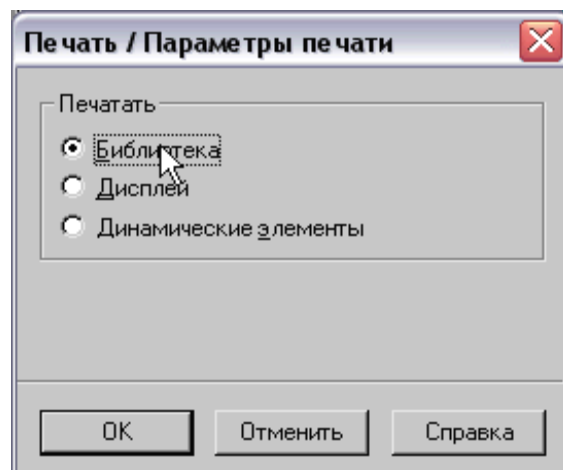 Печать / Параметры печати
Печатать
Библиотека
Дисплей
Динамические элементы
OK Отменить Справка